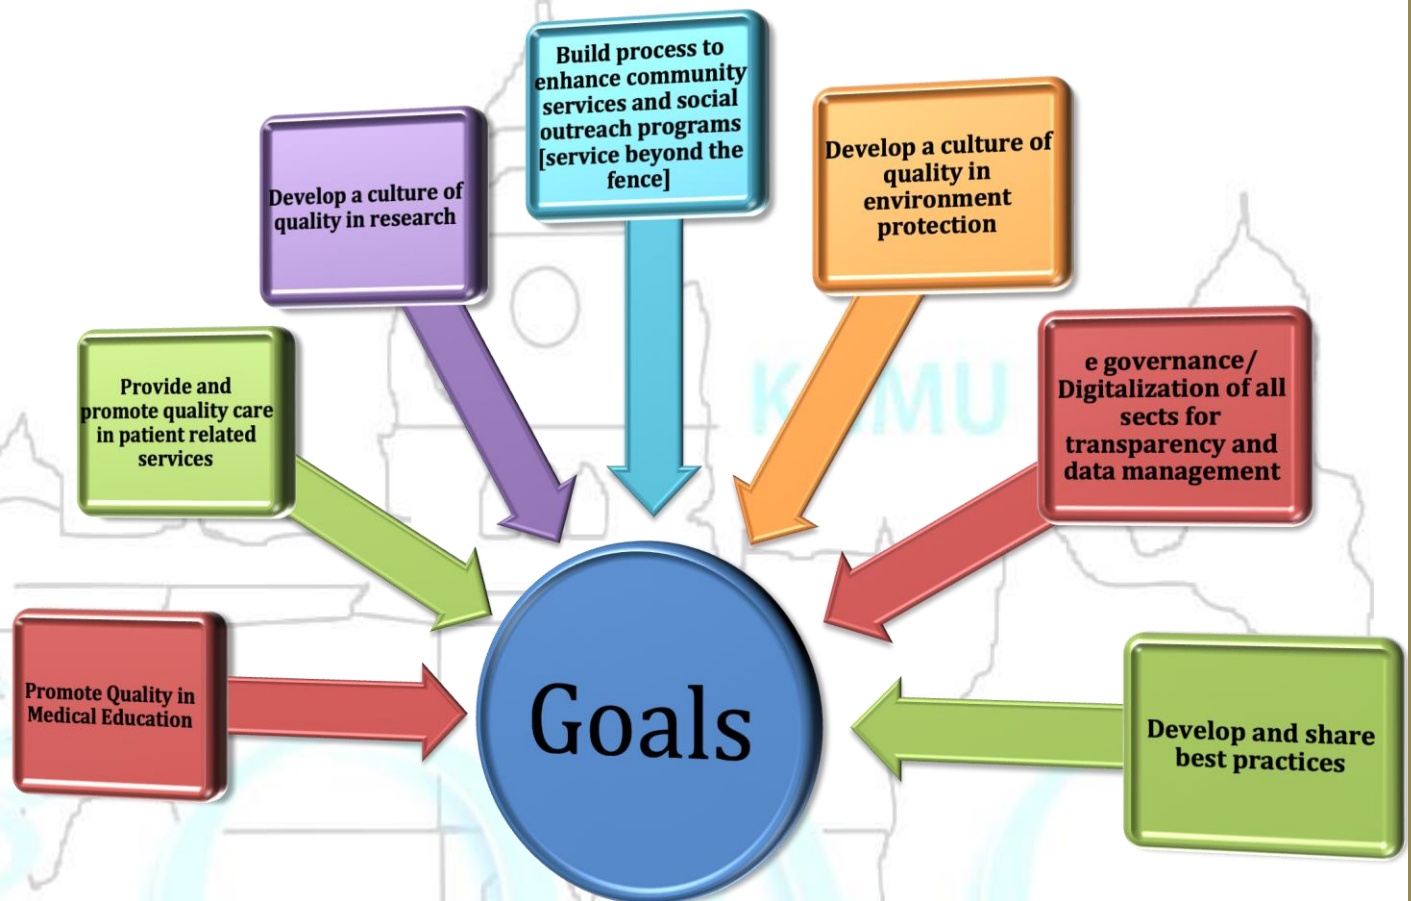 Build process to
enhance community
services and social
outreach programs
[service beyond the
fence]
Develop a culture of
quality in research
Develop a culture of
quality in
environment
protection
Provide and
promote quality care
in patient related
services
e governance/
Digitalization of all
sects for
transparency and
data management
Promote Quality in
Medical Education
Develop and share
best practices
Goals